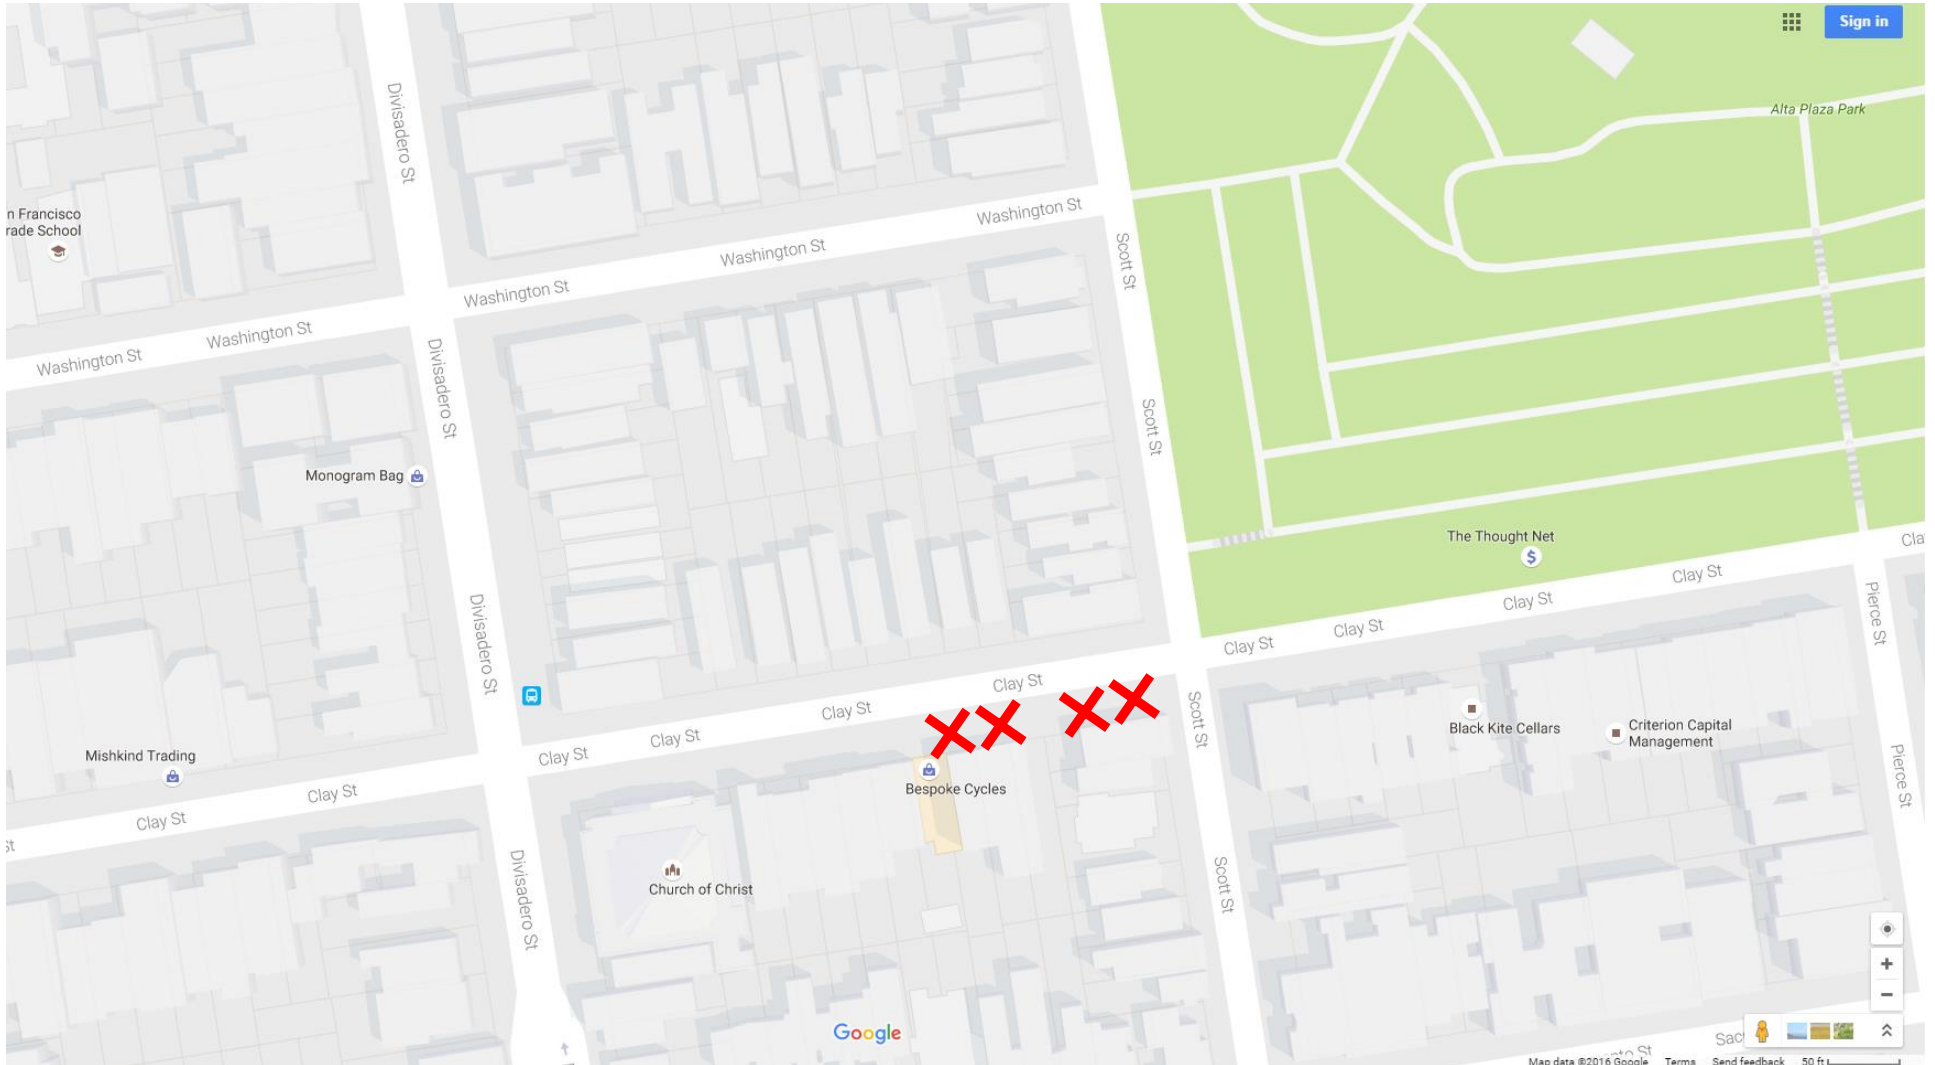 Sign in
Alta Plaza Park
Divisadero St
n Francisco
rade School
Washington St
Washington St
Washington St
Washington St
Washington St
Scott St
Divisadero St
Scott St
Monogram Bag
The Thought Net
$
Cla
Clay St
Clay St
Clay St
Clay St
Pierce St
Divisadero St
Clay St
Clay St
Clay St
Clay St
Scott St
Black Kite Cellars
Criterion Capital
Management
Mishkind Trading
Pierce St
Bespoke Cycles
Clay St
Clay St
St
Church of Christ
Scott St
Divisadero St
Google
Sac
nto St
Map data ©2016 Google Terms Send feedback 50 ft